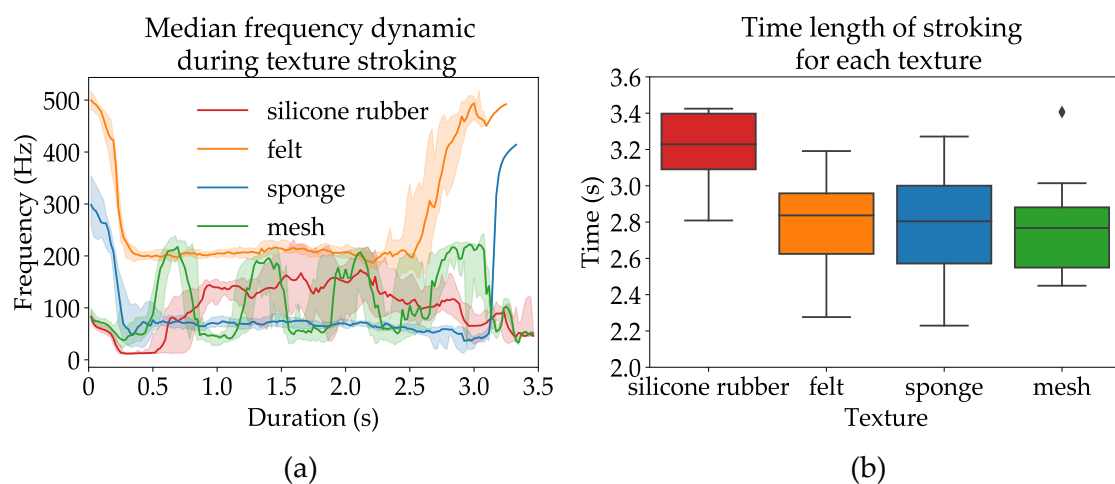 Median frequency dynamic
during texture stroking
Frequency (Hz)
500
400
300
200
100
0
silicone rubber
felt
sponge
mesh
0 0.5 1.0 1.5 2.0 2.5 3.0 3.5
Duration (s)
(a)
Time length of stroking
for each texture
Time (s)
3.6
3.4
3.2
3.0
2.8
2.6
2.4
2.2
2.0
silicone rubber felt sponge mesh
Texture
(b)